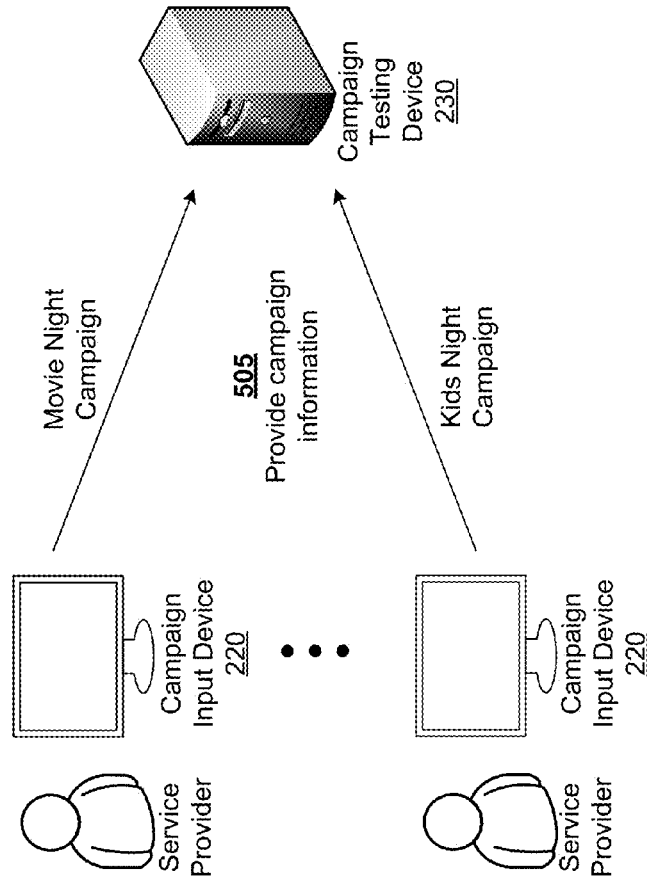 Service
Provider
Campaign
Input Device
220
Movie Night
Campaign
505
Provide campaign
information
Campaign
Testing
Device
230
Service
Provider
Campaign
Input Device
220
Kids Night
Campaign